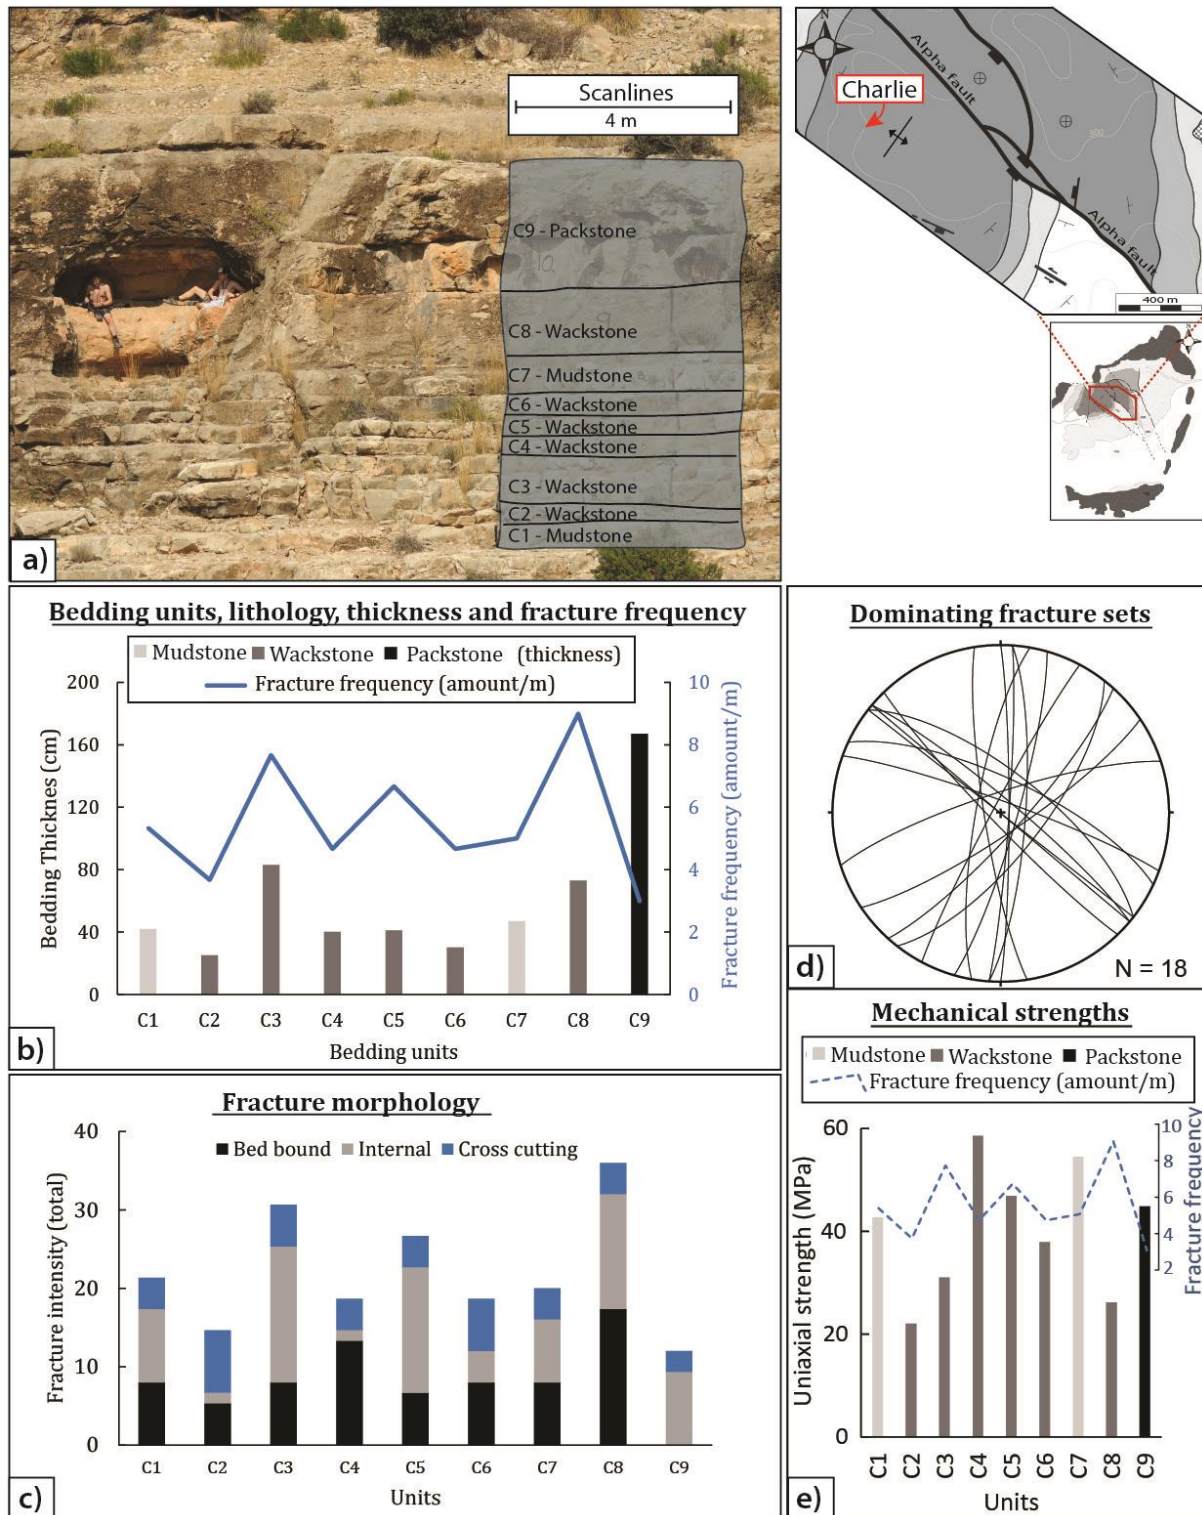 Scanlines
4 m
C9 - Packstone
C8 - Wackstone
C7 - Mudstone
C6 - Wackstone
C5 - Wackstone
C4 - Wackstone
C3 - Wackstone
C2 - Wackstone
C1 - Mudstone
a)
N
Charlie
Alpha fault
Alpha fault
400 m
Bedding units, lithology, thickness and fracture frequency
Mudstone Wackstone Packstone (thickness)
Fracture frequency (amount/m)
Bedding Thicknes (cm)
200
160
120
80
40
0
10
8
6
4
2
0
Fracture frequency (amount/m)
C1 C2 C3 C4 C5 C6 C7 C8 C9
Bedding units
b)
Fracture morphology
Bed bound Internal Cross cutting
Fracture intensity (total)
40
30
20
10
0
C1 C2 C3 C4 C5 C6 C7 C8 C9
Units
c)
Dominating fracture sets
N = 18
d)
Mechanical strengths
Mudstone Wackstone Packstone
Fracture frequency (amount/m)
Uniaxial strength (MPa)
60
40
20
0
10
8
6
4
2
Fracture frequency
C1 C2 C3 C4 C5 C6 C7 C8 C9
Units
e)